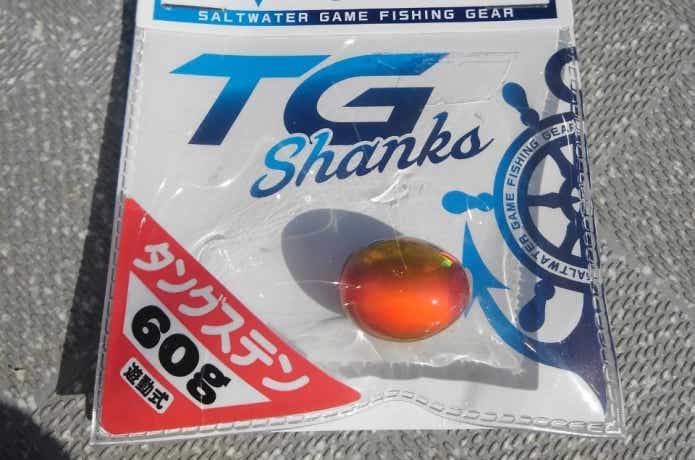 SALTWATER GAME FISHING GEAR
TG
Shanks
SALTWATER GAME FISHING GEAR
タングステン
60g
遊動式